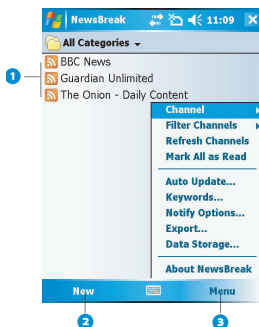 NewsBreak 11:09
All Categories
1
BBC News
Guardian Unlimited
The Onion - Daily Content
Channel
Filter Channels
Refresh Channels
Mark All as Read
Auto Update...
Keywords...
Notify Options...
Export...
Data Storage...
About NewsBreak
New Menu
2 3